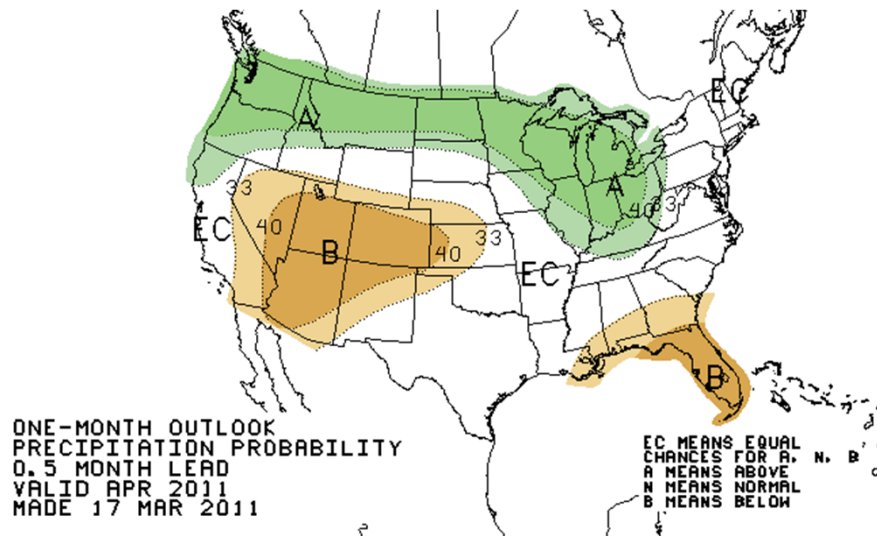 EC
A
33
A
40
33
EC
40
B
33
40
EC
B
ONE-MONTH OUTLOOK
PRECIPITATION PROBABILITY
0.5 MONTH LEAD
VALID APR 2011
MADE 17 MAR 2011
EC MEANS EQUAL
CHANCES FOR A, N, B
A MEANS ABOVE
N MEANS NORMAL
B MEANS BELOW